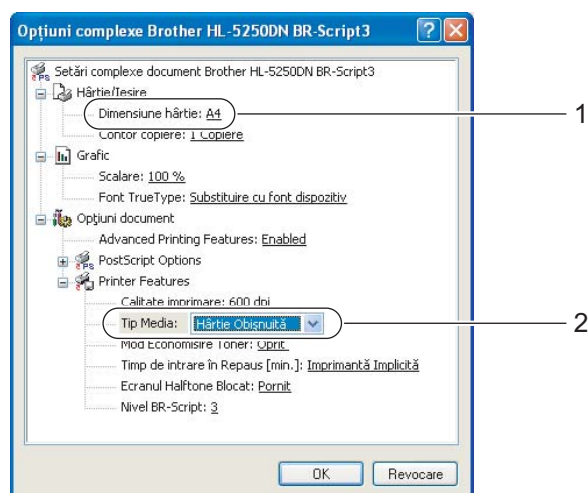 Opțiuni complexe Brother HL-5250DN BR-Script3
Setări complexe document Brother HL-5250DN BR-Script3
Hârtie/Ieșire
Dimensiune hârtie: A4
1
Contor copiere: 1 Copiere
Grafic
Scalare: 100 %
Font TrueType: Substituire cu font dispozitiv
Opțiuni document
Advanced Printing Features: Enabled
PostScript Options
Printer Features
Calitate imprimare: 600 dpi
Tip Media: Hârtie Obișnuită
2
Mod Economisire Toner: Oprit
Timp de intrare în Repaus [min.]: Imprimantă Implicită
Ecranul Halftone Blocat: Pornit
Nivel BR-Script: 3
OK Revocare